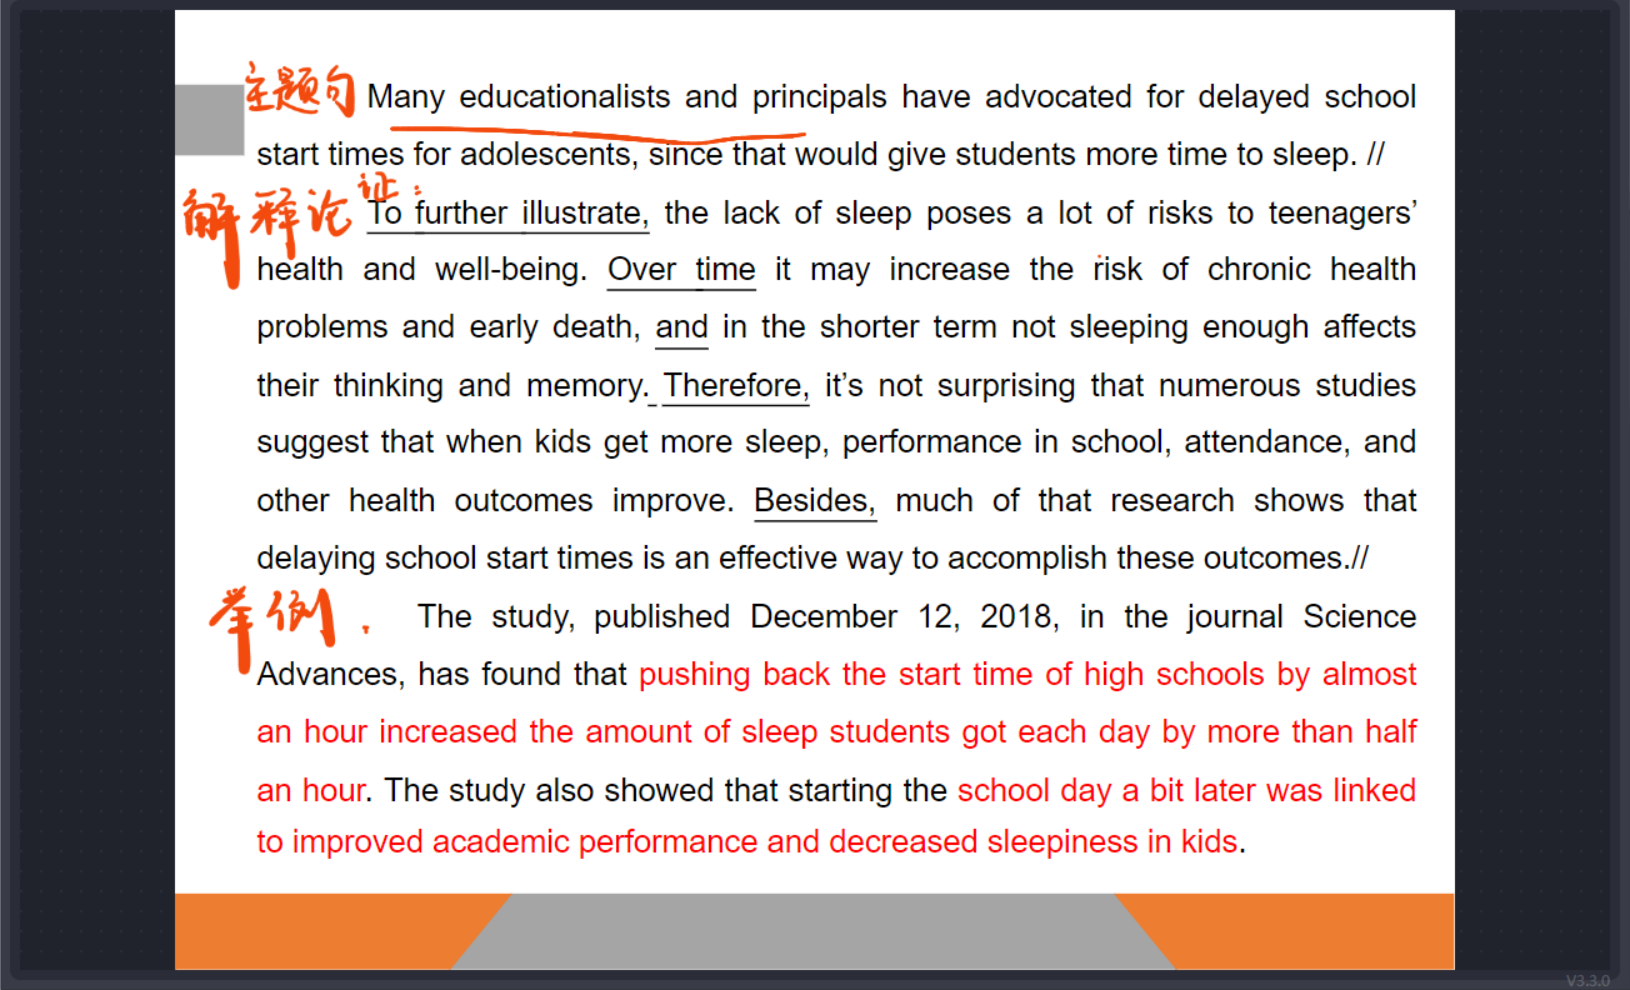 主题句 Many educationalists and principals have advocated for delayed school
start times for adolescents, since that would give students more time to sleep. //
解释论证: To further illustrate, the lack of sleep poses a lot of risks to teenagers’
health and well-being. Over time it may increase the risk of chronic health
problems and early death, and in the shorter term not sleeping enough affects
their thinking and memory. Therefore, it’s not surprising that numerous studies
suggest that when kids get more sleep, performance in school, attendance, and
other health outcomes improve. Besides, much of that research shows that
delaying school start times is an effective way to accomplish these outcomes.//
举例. The study, published December 12, 2018, in the journal Science
Advances, has found that pushing back the start time of high schools by almost
an hour increased the amount of sleep students got each day by more than half
an hour. The study also showed that starting the school day a bit later was linked
to improved academic performance and decreased sleepiness in kids.
V3.3.0